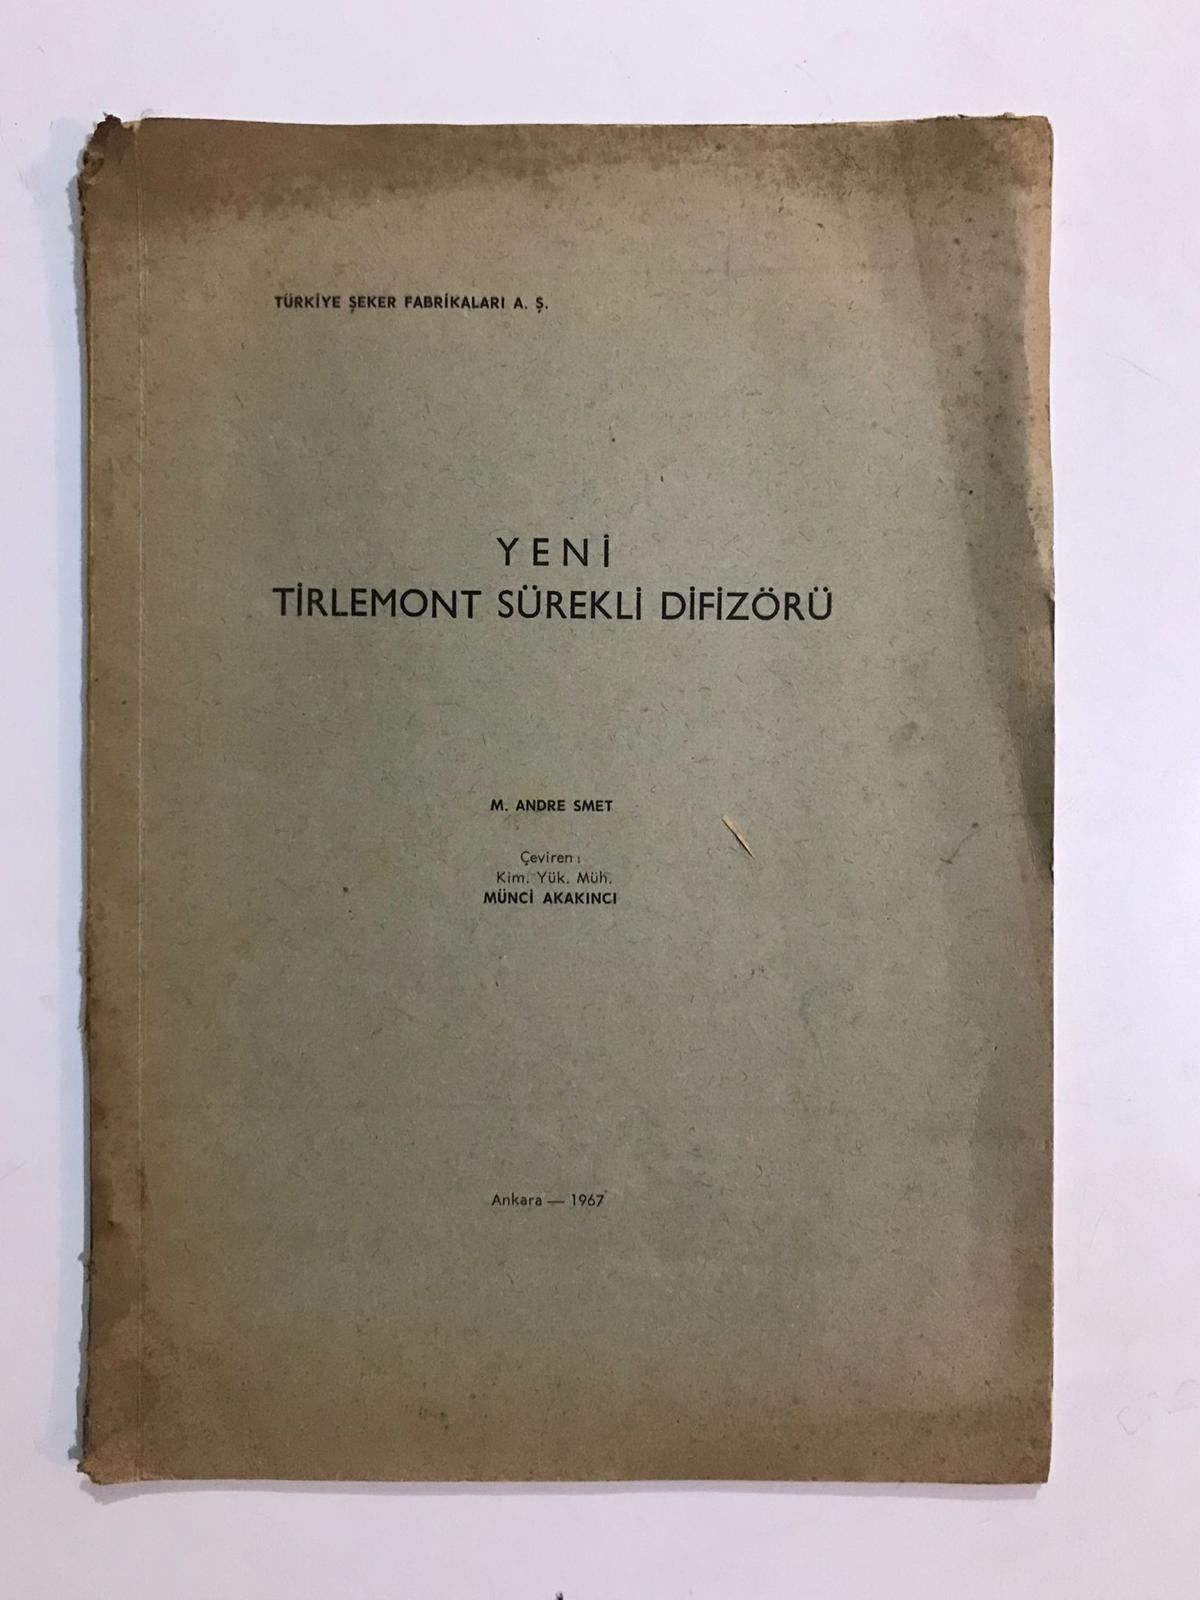 TÜRKİYE ŞEKER FABRİKALARI A. Ş.
YENİ
TİRLEMONT SÜREKLİ DİFİZÖRÜ
M. ANDRE SMET
Çeviren :
Kim. Yük. Müh.
MÜNCİ AKAKINCI
Ankara — 1967